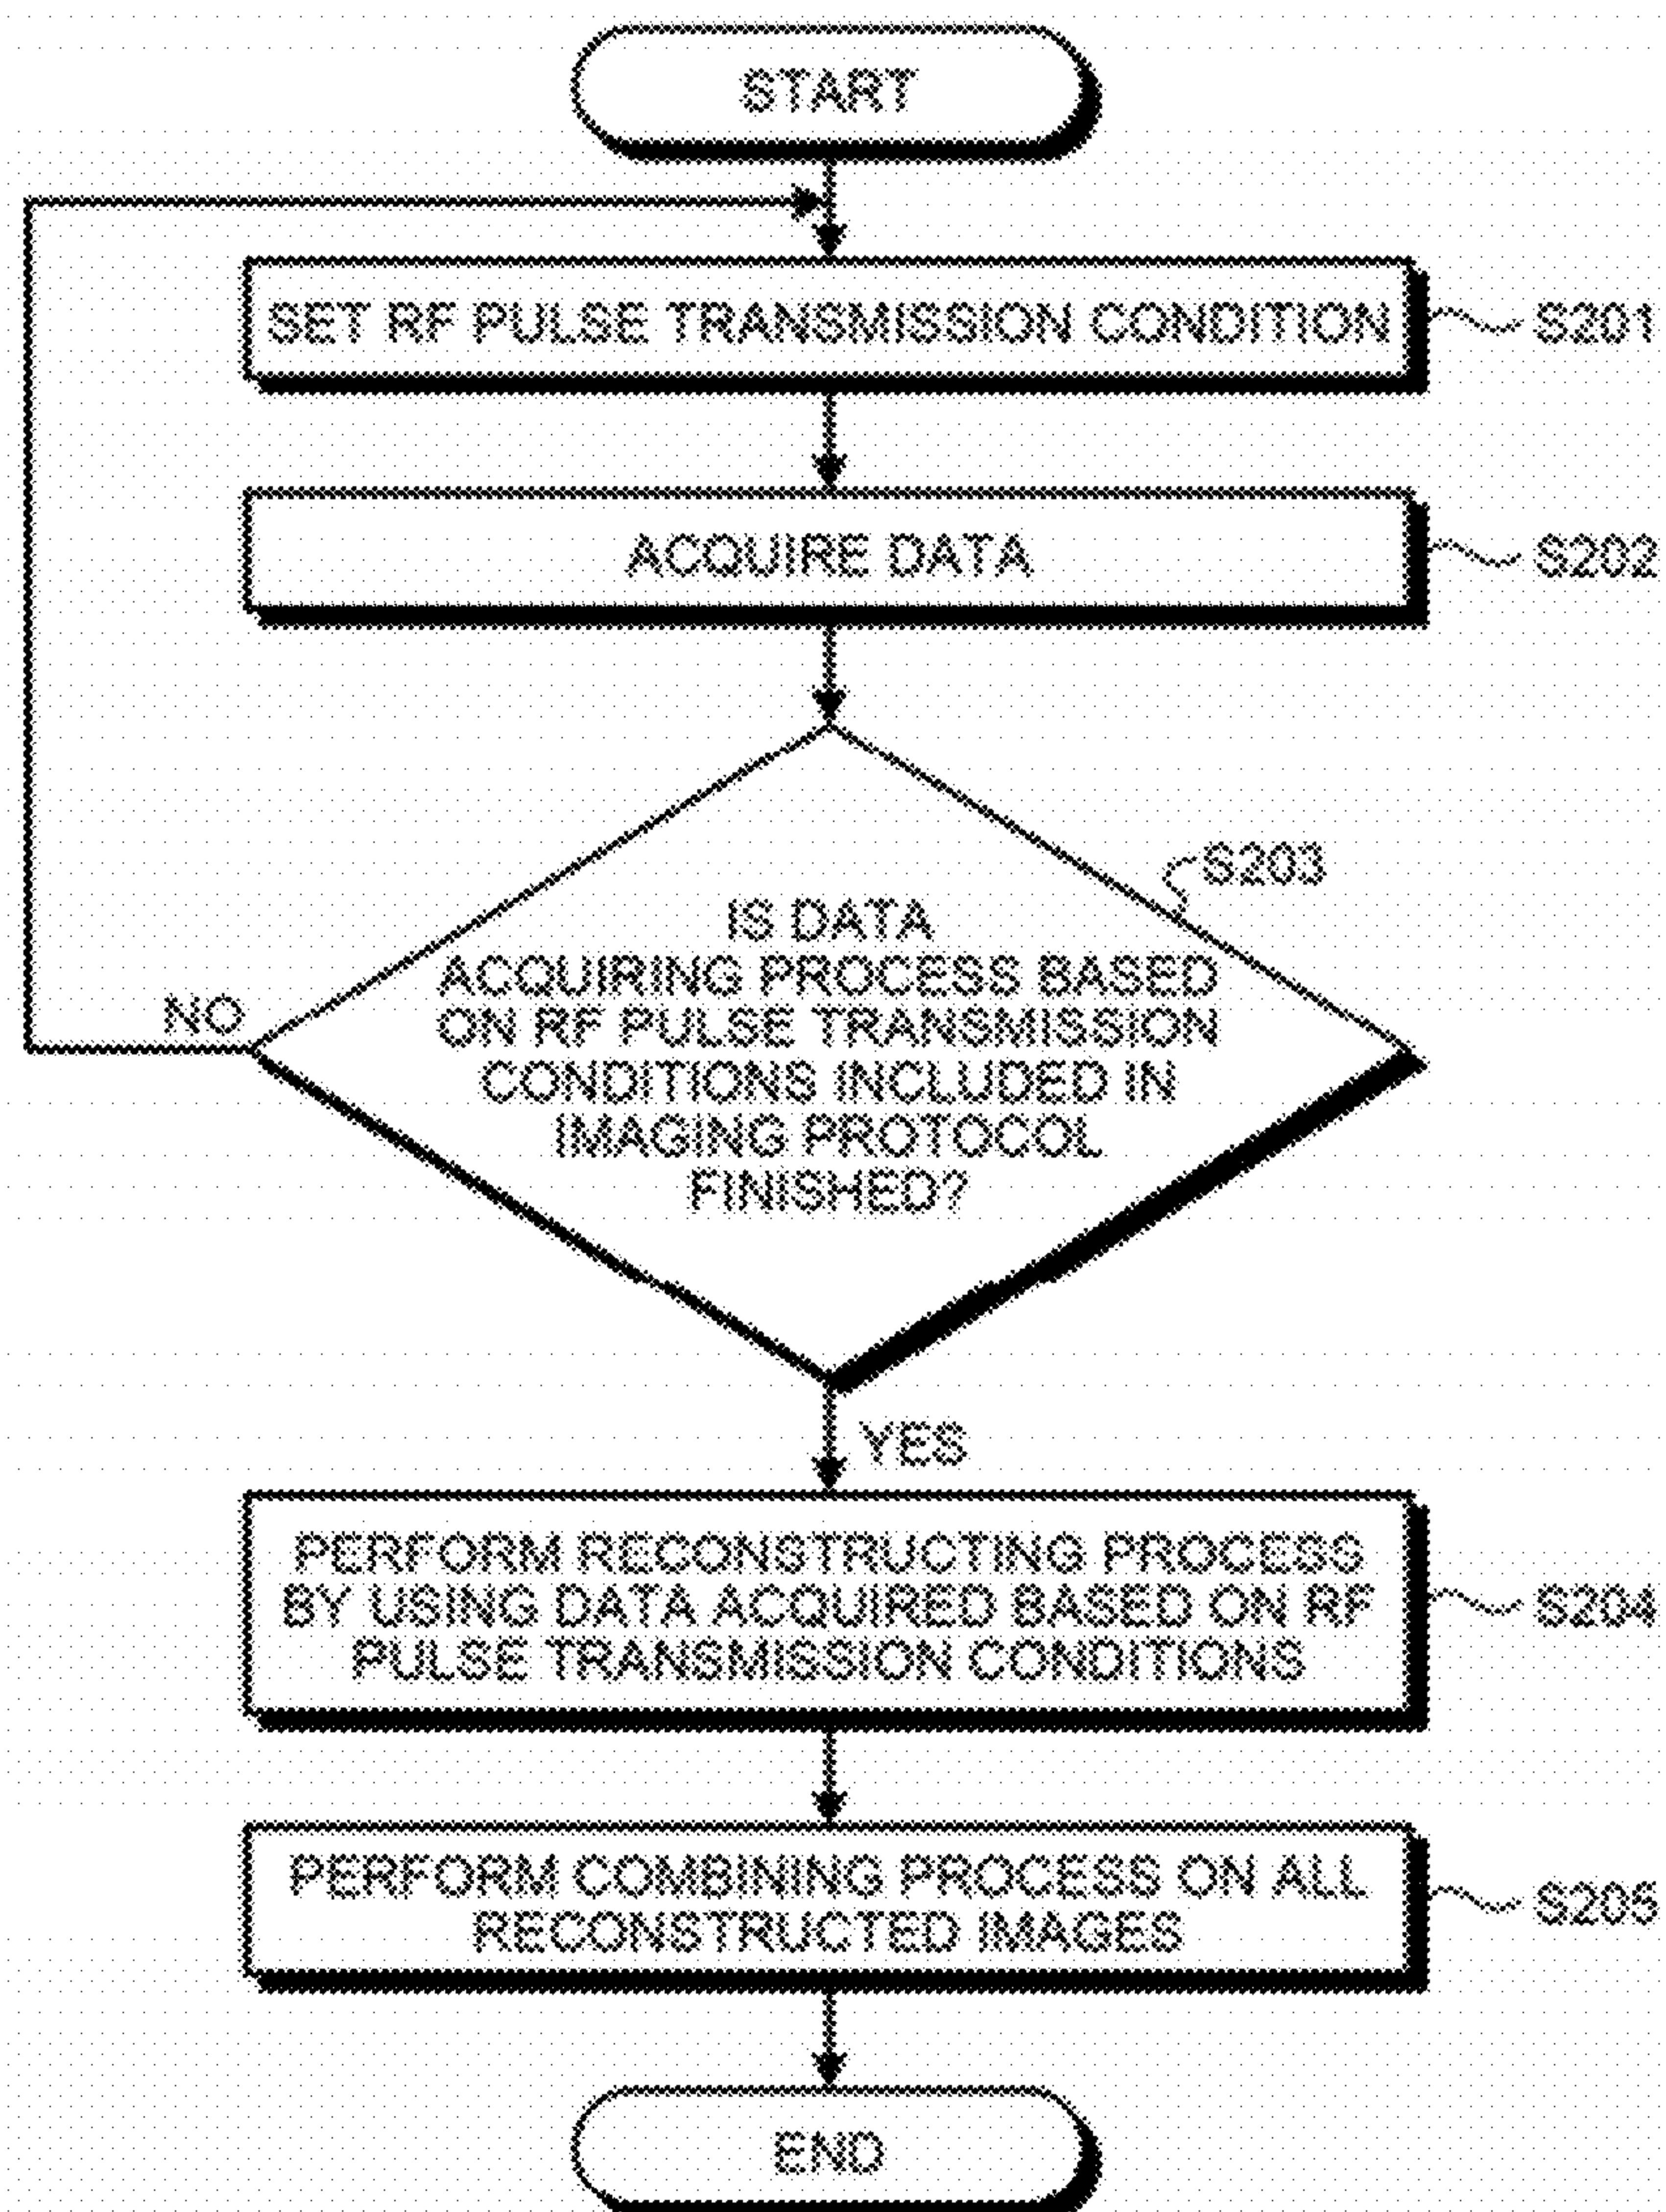 START
SET RF PULSE TRANSMISSION CONDITION
S201
ACQUIRE DATA
S202
S203
IS DATA
ACQUIRING PROCESS BASED
ON RF PULSE TRANSMISSION
CONDITIONS INCLUDED IN
IMAGING PROTOCOL
FINISHED?
NO
YES
PERFORM RECONSTRUCTING PROCESS
BY USING DATA ACQUIRED BASED ON RF
PULSE TRANSMISSION CONDITIONS
S204
PERFORM COMBINING PROCESS ON ALL
RECONSTRUCTED IMAGES
S205
END